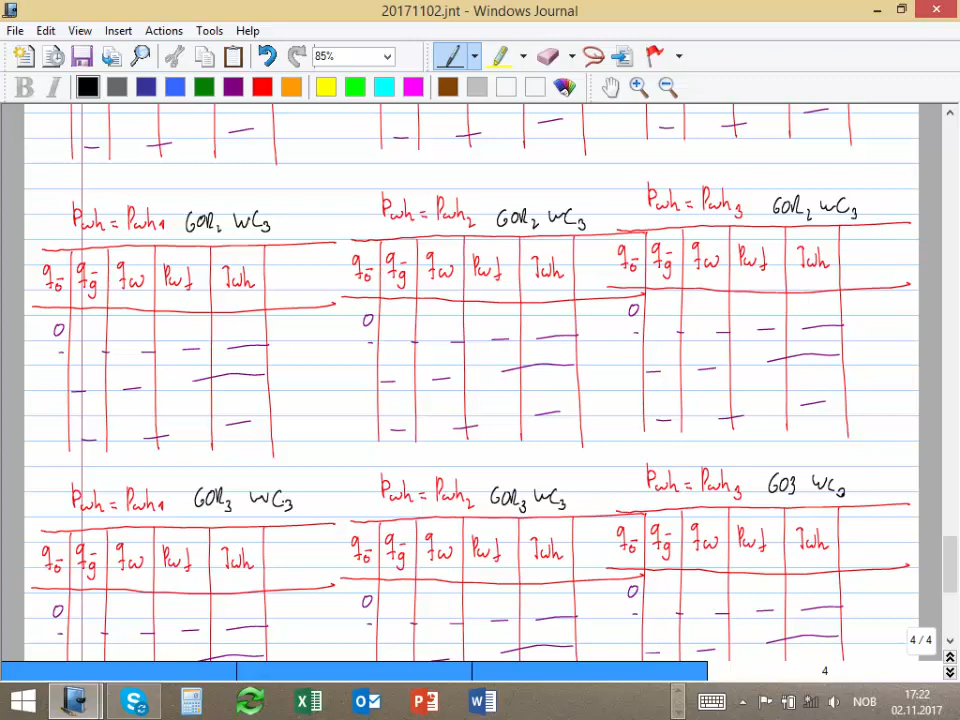 20171102.jnt - Windows Journal
File Edit View Insert Actions Tools Help
85%
B I
Pwh = Pwh1 GOR2 WC3
Pwh = Pwh2 GOR2 WC3
Pwh = Pwh3 GOR2 WC3
qo qg qw Pwf Twh
qo qg qw Pwf Twh
qo qg qw Pwf Twh
0
0
0
Pwh = Pwh1 GOR3 WC3
Pwh = Pwh2 GOR3 WC3
Pwh = Pwh3 GO3 WC3
qo qg qw Pwf Twh
qo qg qw Pwf Twh
qo qg qw Pwf Twh
0
0
0
4 / 4
4
NOB
17:22
02.11.2017